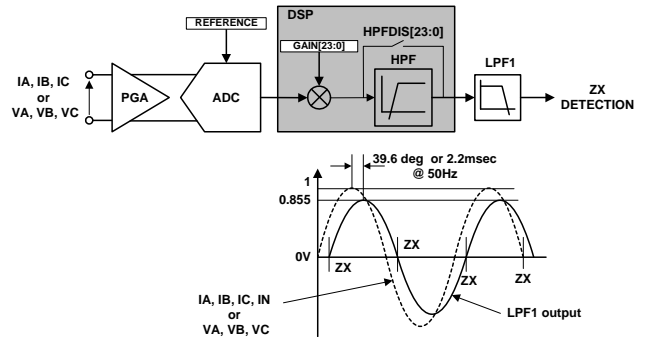 DSP
REFERENCE
HPFDIS[23:0]
GAIN[23:0]
HPF
LPF1
IA, IB, IC
or
VA, VB, VC
PGA
ADC
ZX
DETECTION
39.6 deg or 2.2msec
@ 50Hz
1
0.855
0V
ZX
ZX
ZX
ZX
IA, IB, IC, IN
or
VA, VB, VC
LPF1 output